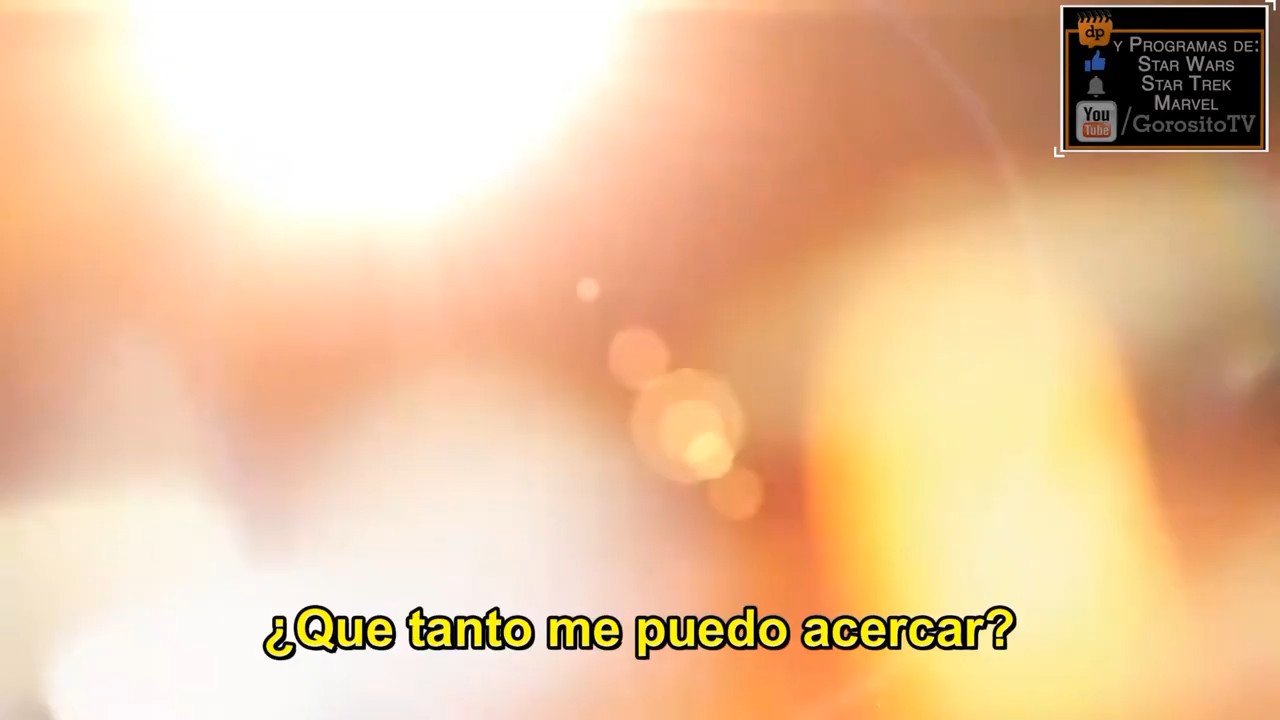 dp
y Programas de:
Star Wars
Star Trek
Marvel
You Tube /GorositoTV
¿Que tanto me puedo acercar?